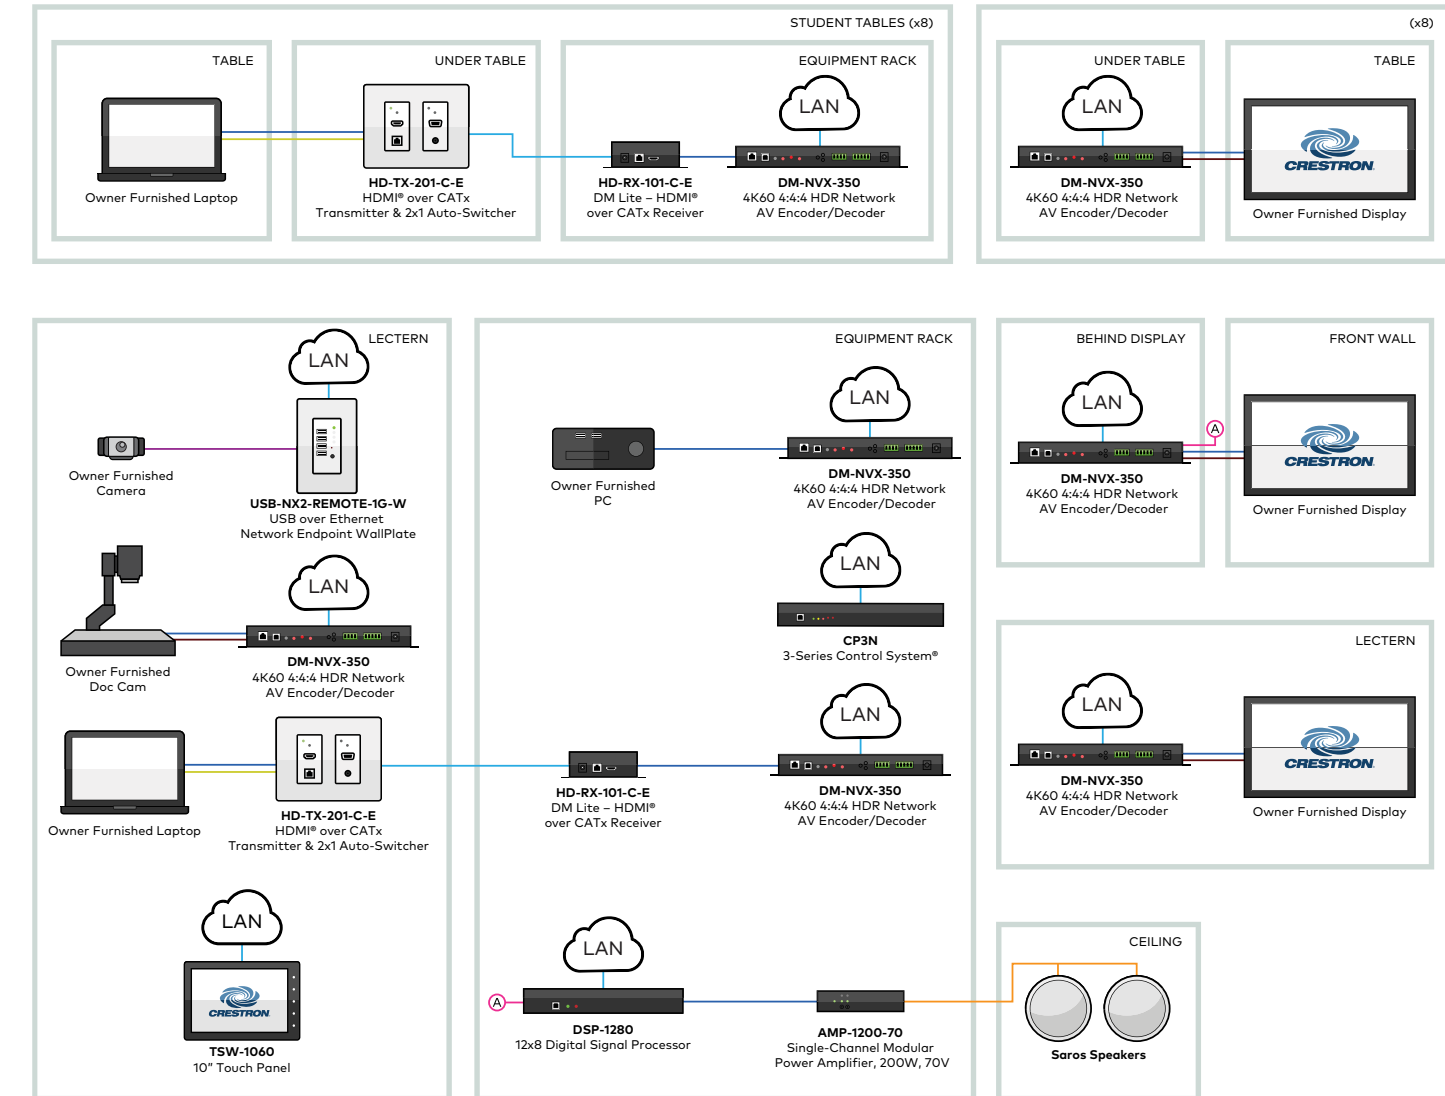 STUDENT TABLES (x8)
TABLE
Owner Furnished Laptop
UNDER TABLE
HD-TX-201-C-E
HDMI® over CATx
Transmitter & 2x1 Auto-Switcher
EQUIPMENT RACK
LAN
HD-RX-101-C-E
DM Lite – HDMI®
over CATx Receiver
DM-NVX-350
4K60 4:4:4 HDR Network
AV Encoder/Decoder
(x8)
UNDER TABLE
LAN
DM-NVX-350
4K60 4:4:4 HDR Network
AV Encoder/Decoder
TABLE
CRESTRON.
Owner Furnished Display
LECTERN
LAN
Owner Furnished
Camera
USB-NX2-REMOTE-1G-W
USB over Ethernet
Network Endpoint WallPlate
LAN
Owner Furnished
Doc Cam
DM-NVX-350
4K60 4:4:4 HDR Network
AV Encoder/Decoder
Owner Furnished Laptop
HD-TX-201-C-E
HDMI® over CATx
Transmitter & 2x1 Auto-Switcher
LAN
CRESTRON
TSW-1060
10" Touch Panel
EQUIPMENT RACK
LAN
Owner Furnished
PC
DM-NVX-350
4K60 4:4:4 HDR Network
AV Encoder/Decoder
LAN
CP3N
3-Series Control System®
LAN
HD-RX-101-C-E
DM Lite – HDMI®
over CATx Receiver
DM-NVX-350
4K60 4:4:4 HDR Network
AV Encoder/Decoder
LAN
A
DSP-1280
12x8 Digital Signal Processor
AMP-1200-70
Single-Channel Modular
Power Amplifier, 200W, 70V
BEHIND DISPLAY
LAN
A
DM-NVX-350
4K60 4:4:4 HDR Network
AV Encoder/Decoder
FRONT WALL
CRESTRON.
Owner Furnished Display
LECTERN
LAN
DM-NVX-350
4K60 4:4:4 HDR Network
AV Encoder/Decoder
CRESTRON.
Owner Furnished Display
CEILING
Saros Speakers